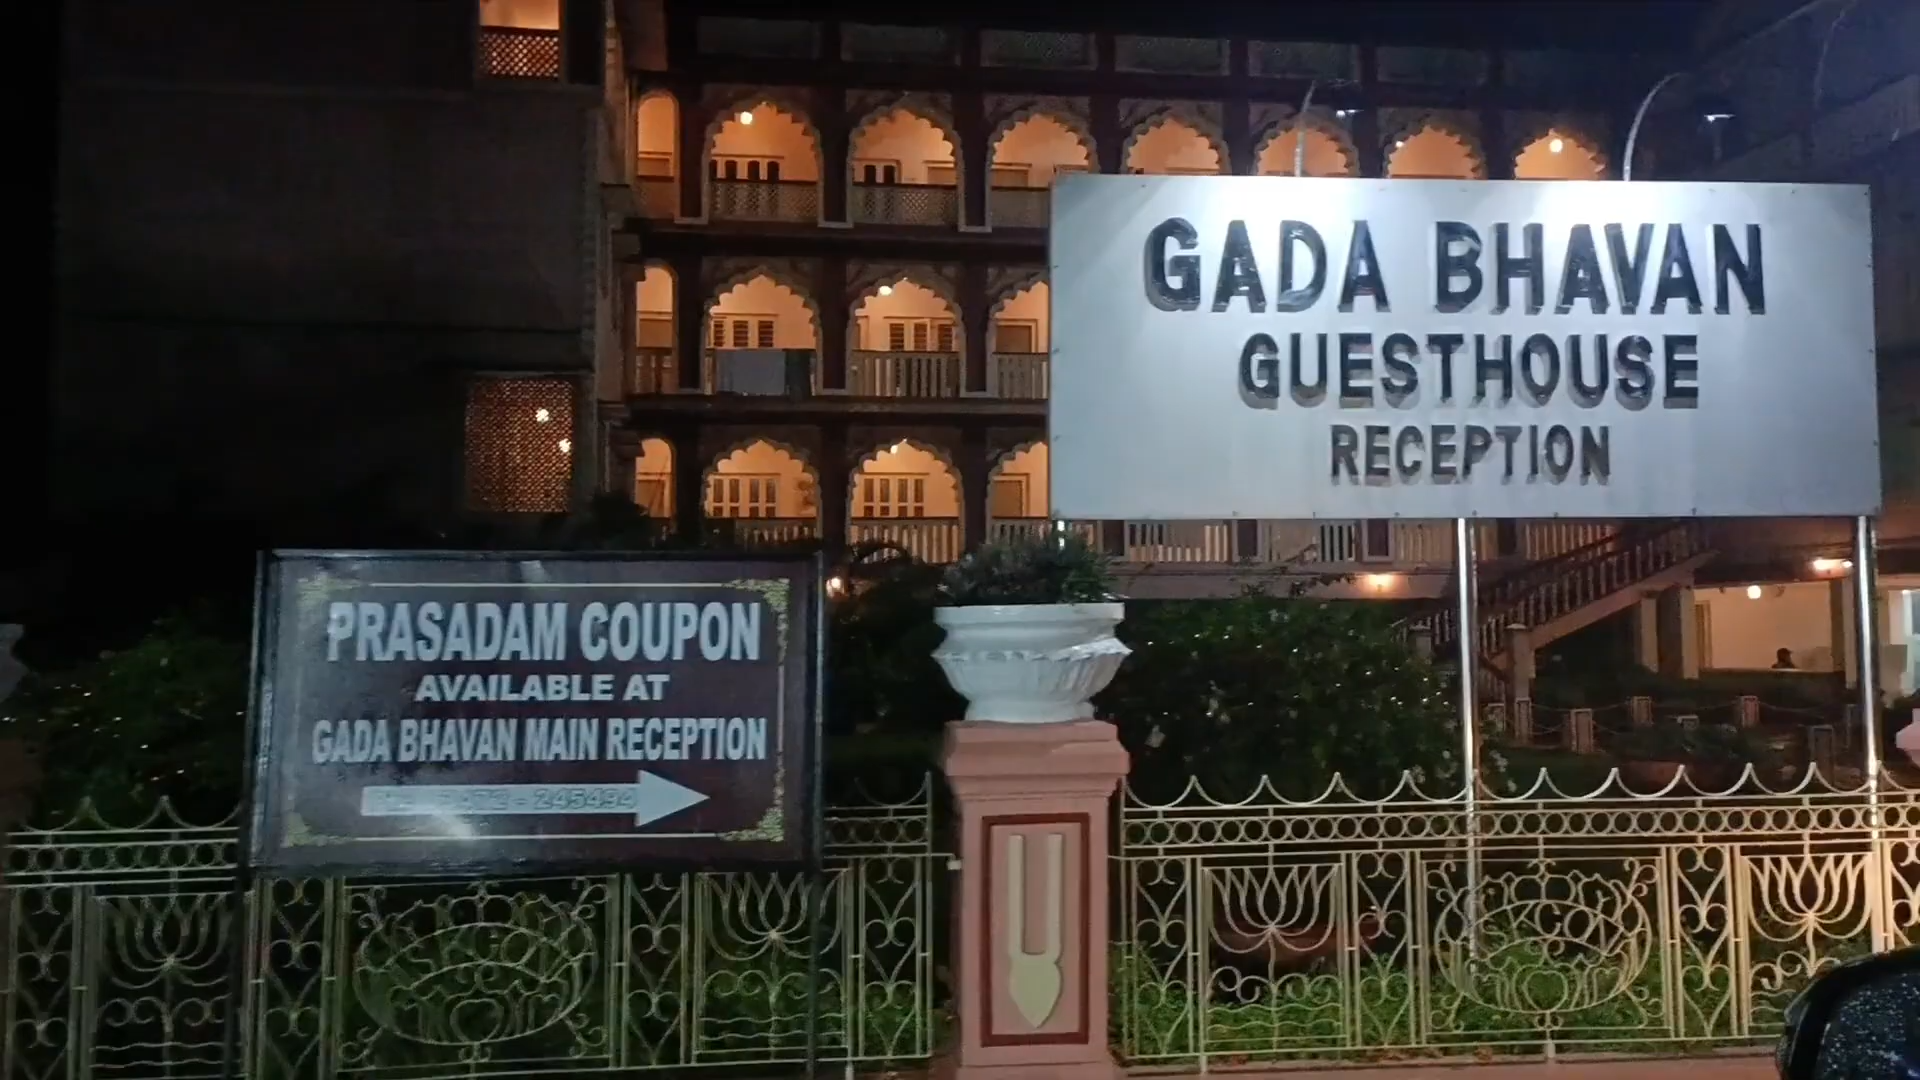 GADA BHAVAN
GUESTHOUSE
RECEPTION
PRASADAM COUPON
AVAILABLE AT
GADA BHAVAN MAIN RECEPTION
245494